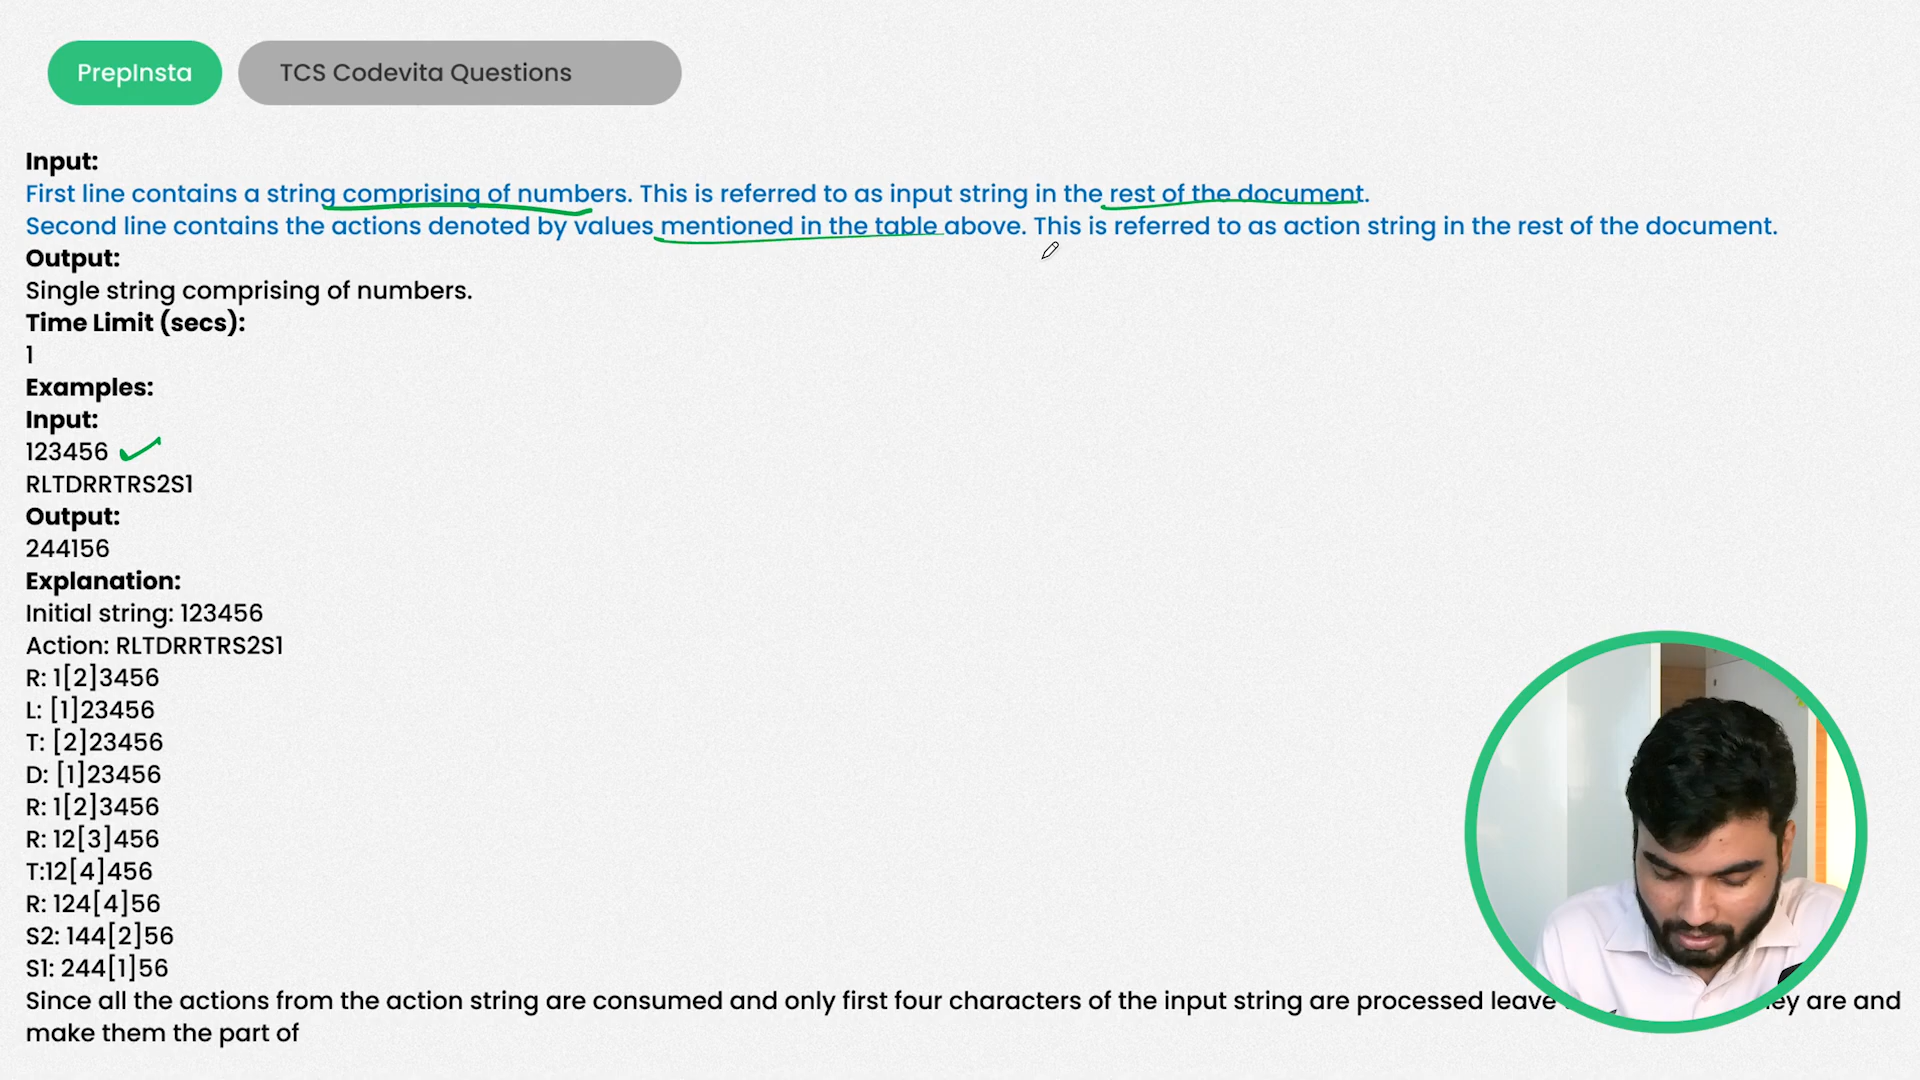 PrepInsta
TCS Codevita Questions
Input:
First line contains a string comprising of numbers. This is referred to as input string in the rest of the document.
Second line contains the actions denoted by values mentioned in the table above. This is referred to as action string in the rest of the document.
Output:
Single string comprising of numbers.
Time Limit (secs):
1
Examples:
Input:
123456
RLTDRRTRS2S1
Output:
244156
Explanation:
Initial string: 123456
Action: RLTDRRTRS2S1
R: 1[2]3456
L: [1]23456
T: [2]23456
D: [1]23456
R: 1[2]3456
R: 12[3]456
T:12[4]456
R: 124[4]56
S2: 144[2]56
S1: 244[1]56
Since all the actions from the action string are consumed and only first four characters of the input string are processed leave are and
make them the part of